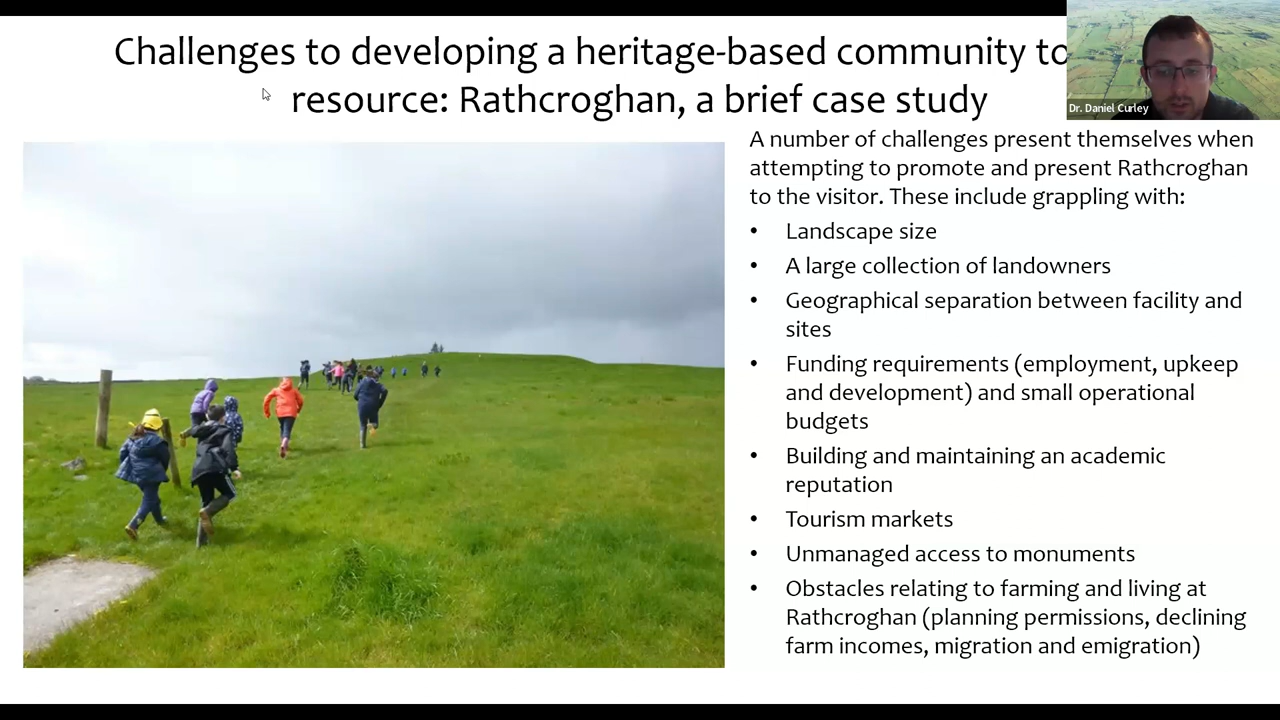 Challenges to developing a heritage-based community to
resource: Rathcroghan, a brief case study
Dr. Daniel Curley
A number of challenges present themselves when
attempting to promote and present Rathcroghan
to the visitor. These include grappling with:
• Landscape size
• A large collection of landowners
• Geographical separation between facility and
sites
• Funding requirements (employment, upkeep
and development) and small operational
budgets
• Building and maintaining an academic
reputation
• Tourism markets
• Unmanaged access to monuments
• Obstacles relating to farming and living at
Rathcroghan (planning permissions, declining
farm incomes, migration and emigration)